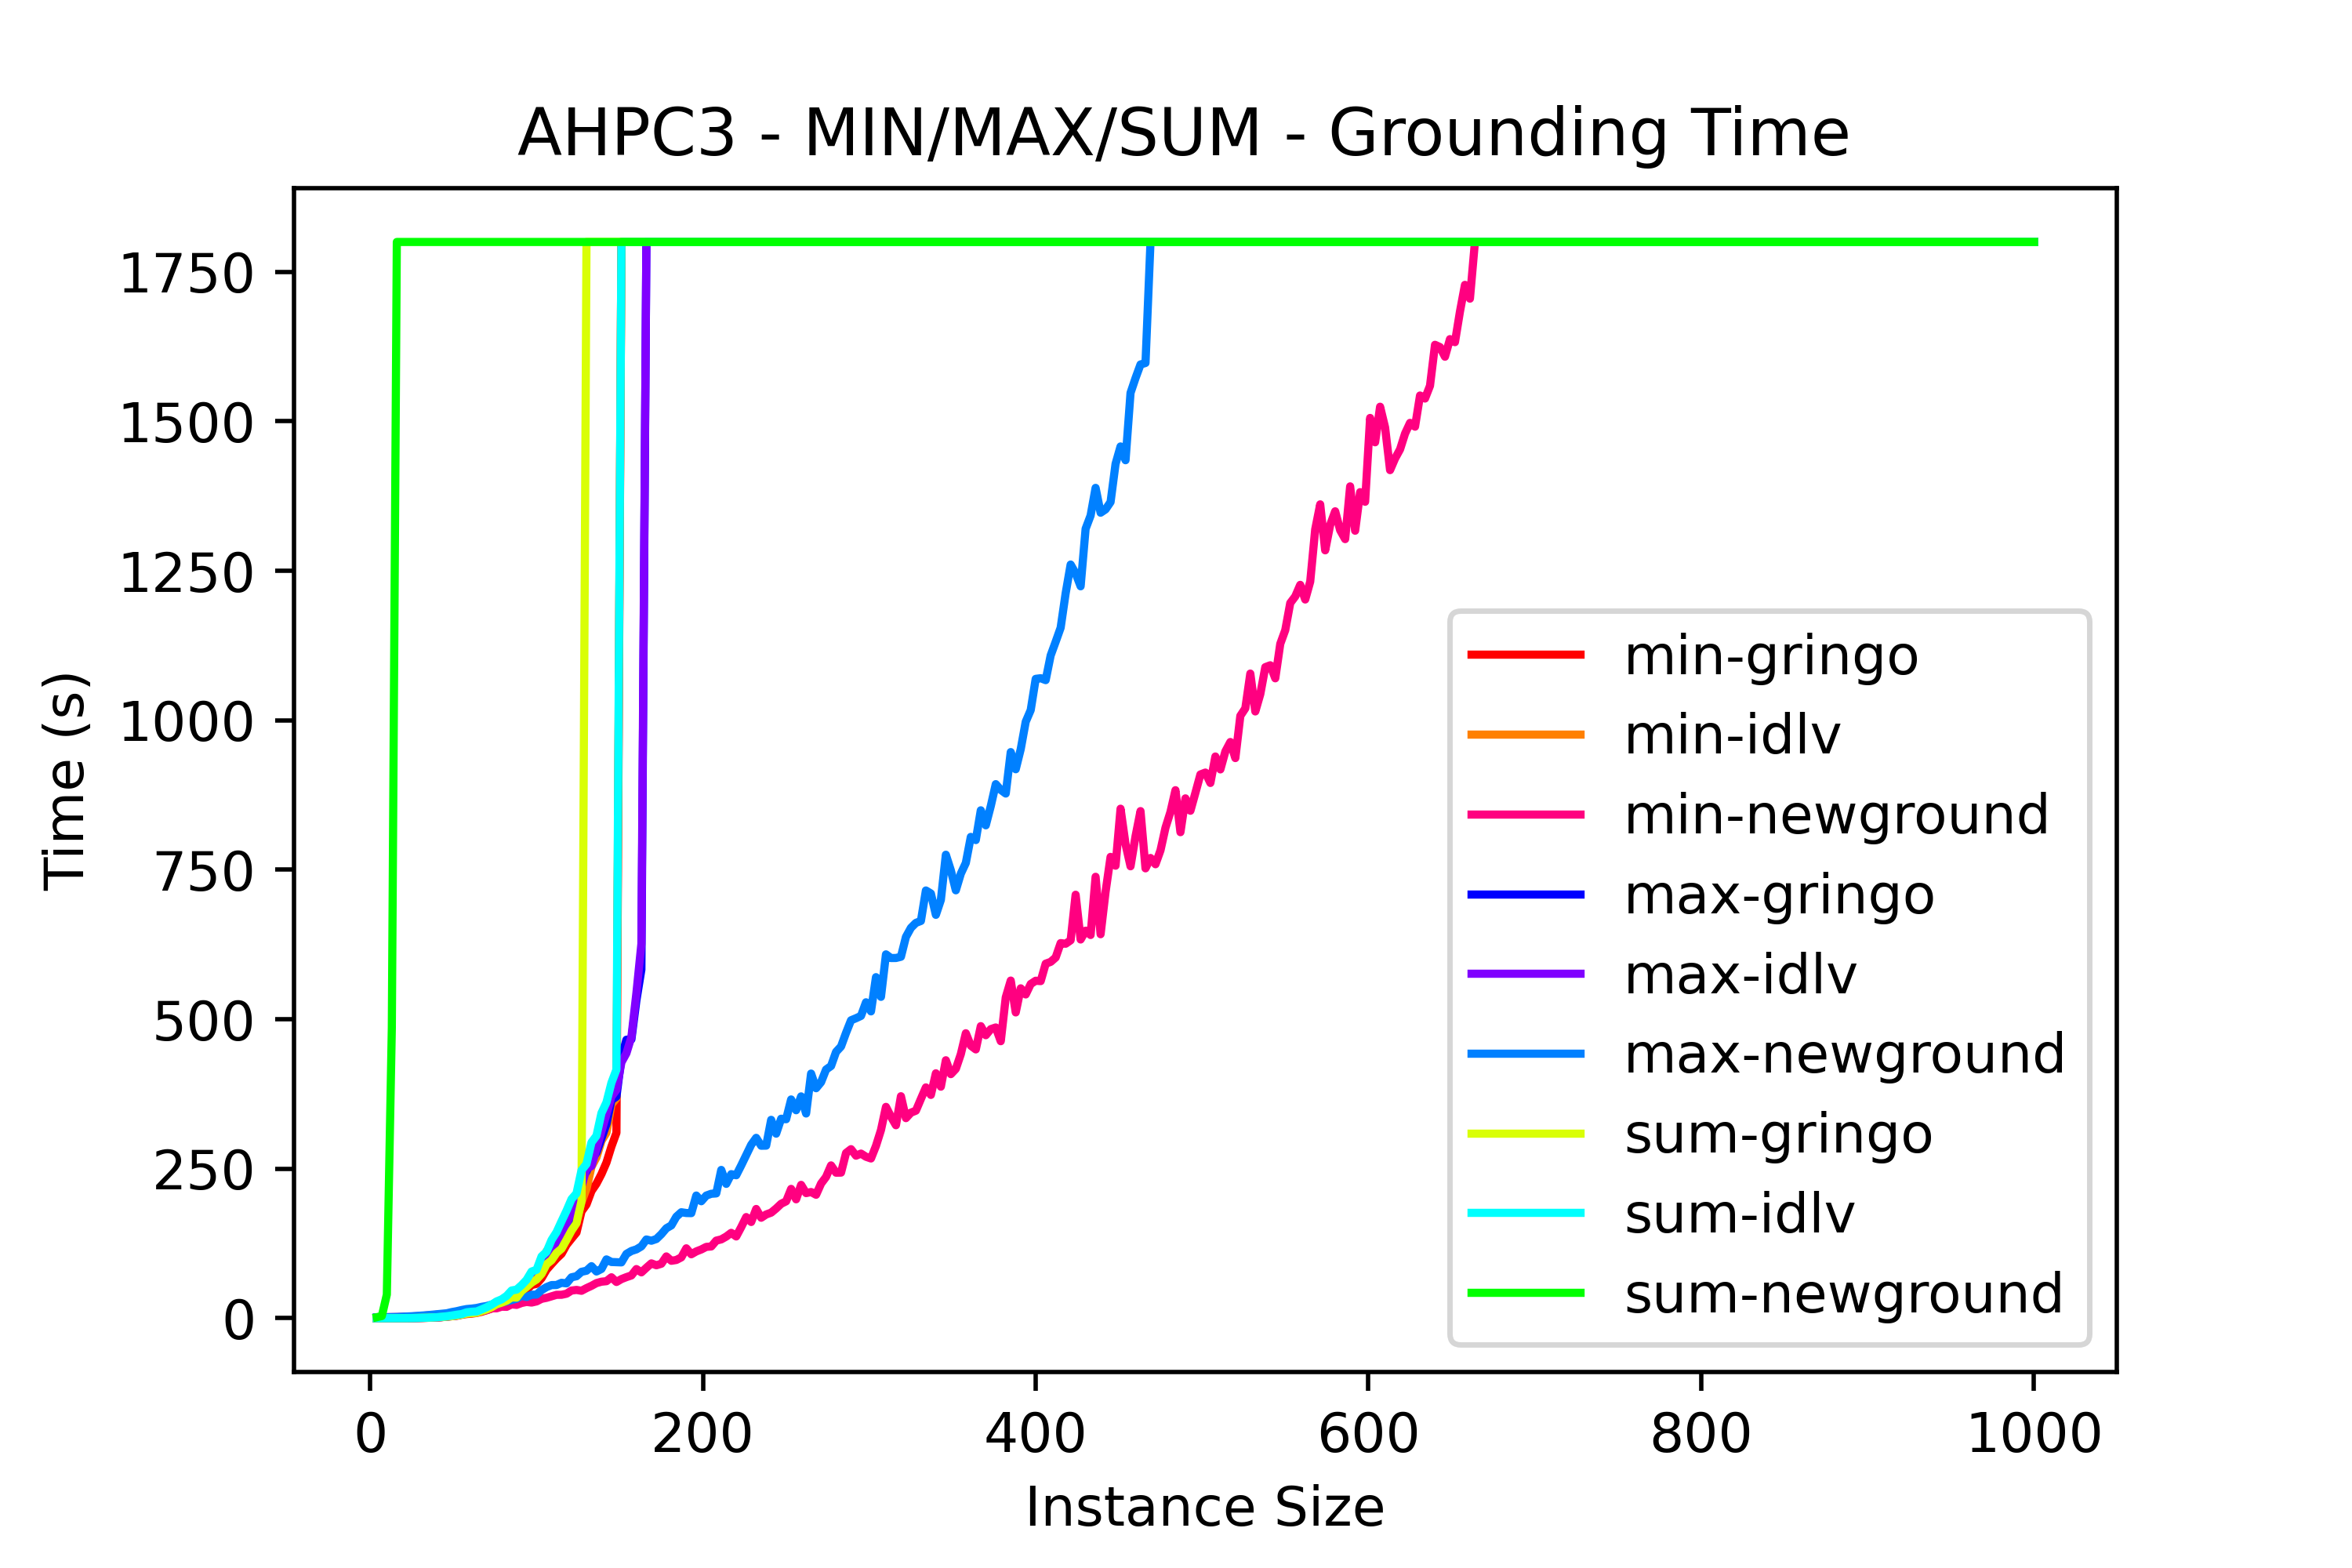 AHPC3 - MIN/MAX/SUM - Grounding Time
Time (s)
1750
1500
1250
1000
750
500
250
0
0 200 400 600 800 1000
Instance Size
min-gringo
min-idlv
min-newground
max-gringo
max-idlv
max-newground
sum-gringo
sum-idlv
sum-newground